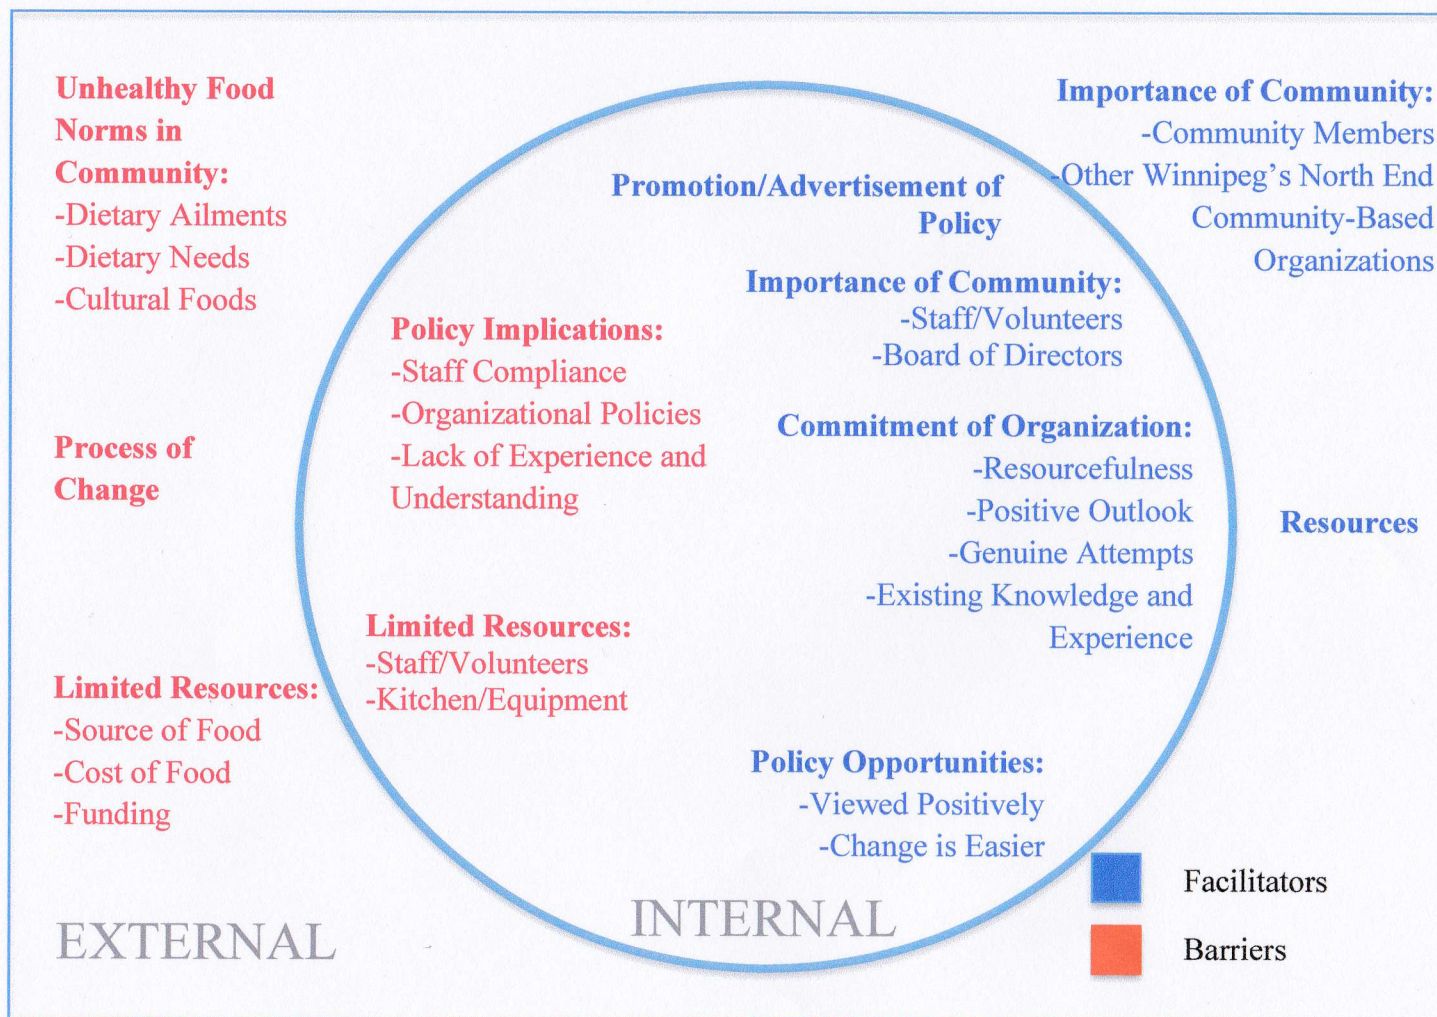 Unhealthy Food
Norms in
Community:
-Dietary Ailments
-Dietary Needs
-Cultural Foods
Process of
Change
Limited Resources:
-Source of Food
-Cost of Food
-Funding
EXTERNAL
Policy Implications:
-Staff Compliance
-Organizational Policies
-Lack of Experience and
Understanding
Limited Resources:
-Staff/Volunteers
-Kitchen/Equipment
Promotion/Advertisement of
Policy
Importance of Community:
-Staff/Volunteers
-Board of Directors
Commitment of Organization:
-Resourcefulness
-Positive Outlook
-Genuine Attempts
-Existing Knowledge and
Experience
Policy Opportunities:
-Viewed Positively
-Change is Easier
INTERNAL
Importance of Community:
-Community Members
-Other Winnipeg's North End
Community-Based
Organizations
Resources
Facilitators
Barriers